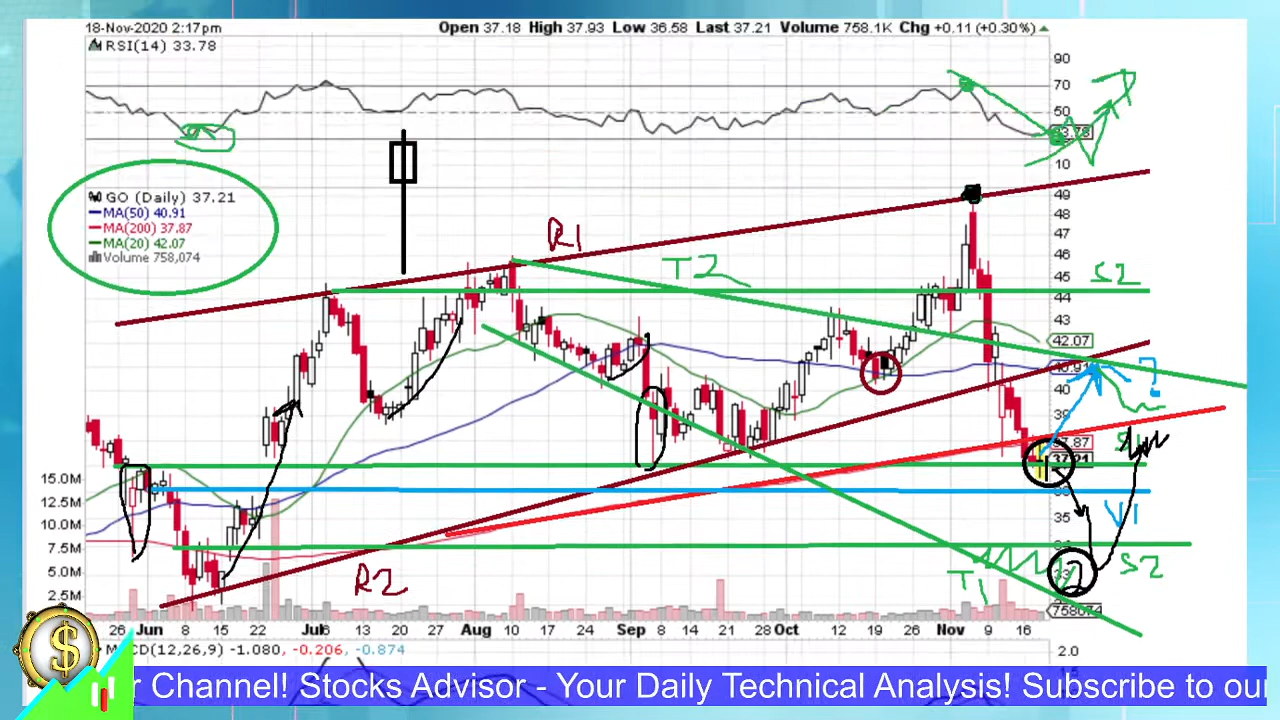 18-Nov-2020 2:17pm Open 37.18 High 37.93 Low 36.58 Last 37.21 Volume 758.1K Chg +0.11 (+0.30%)
RSI(14) 33.78
90
70
50
33.78
10
GO (Daily) 37.21
MA(50) 40.91
MA(200) 37.87
MA(20) 42.07
Volume 758,074
R1
T2
S2
49
48
47
46
45
44
43
42.07
40.91
?
40
39
37.87
37.21
35
V1
33
S2
T1
2
R2
15.0M
12.5M
10.0M
7.5M
5.0M
2.5M
758074
26 Jun 8 15 22 Jul 6 13 20 27 Aug 10 17 24 Sep 8 14 21 28 Oct 12 19 26 Nov 9 16
MACD(12,26,9) -1.080, -0.206, -0.874
2.0
1.5
$
r Channel! Stocks Advisor - Your Daily Technical Analysis! Subscribe to our